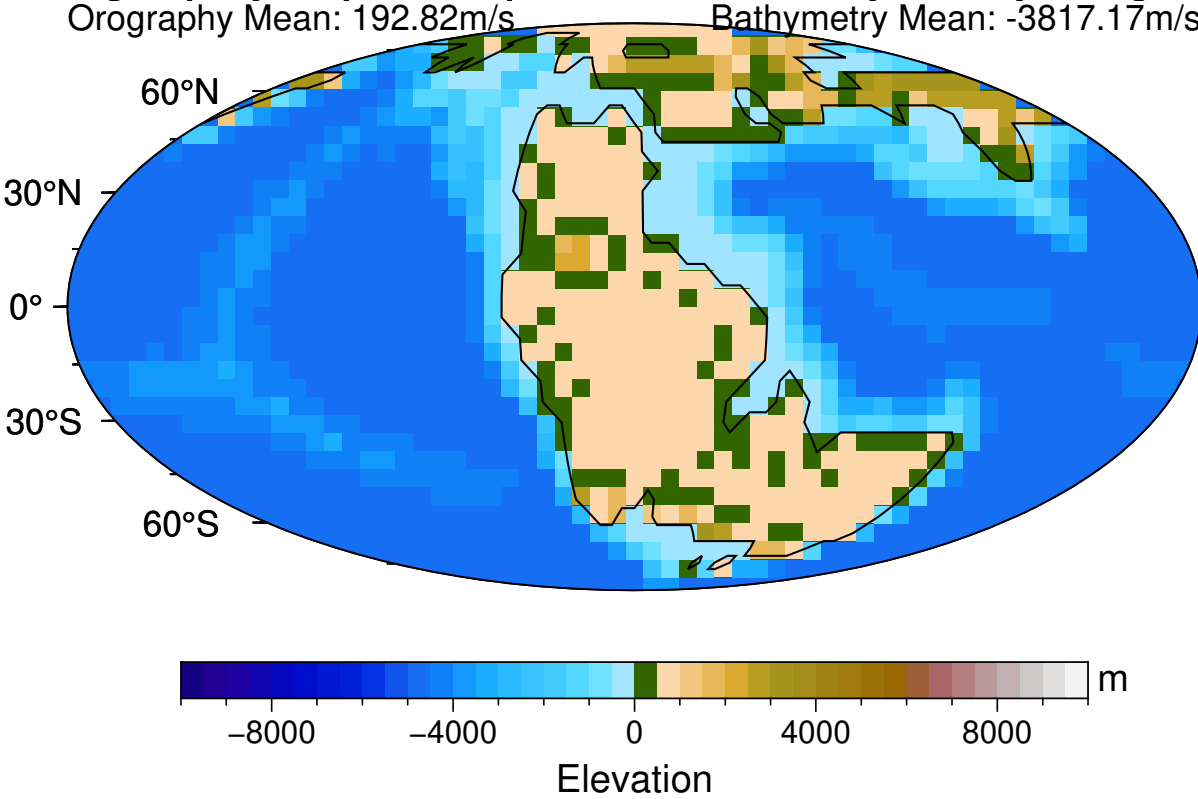 Orography Mean: 192.82m/s Bathymetry Mean: -3817.17m/s
60°N
30°N
0°
30°S
60°S
−8000 −4000 0 4000 8000 m
Elevation